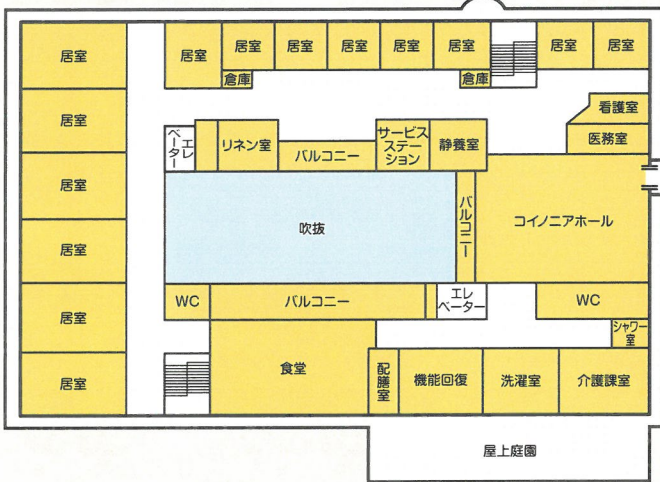 居室
居室
居室
居室
居室
居室
居室
居室
居室
倉庫
倉庫
居室
看護室
エレ
ベーター
リネン室
バルコニー
サービス
ステー
ション
静養室
医務室
居室
吹抜
バルコニー
コイノニアホール
居室
WC
バルコニー
エレ
ベーター
WC
居室
シャワー
室
食堂
配膳室
機能回復
洗濯室
介護課室
居室
屋上庭園